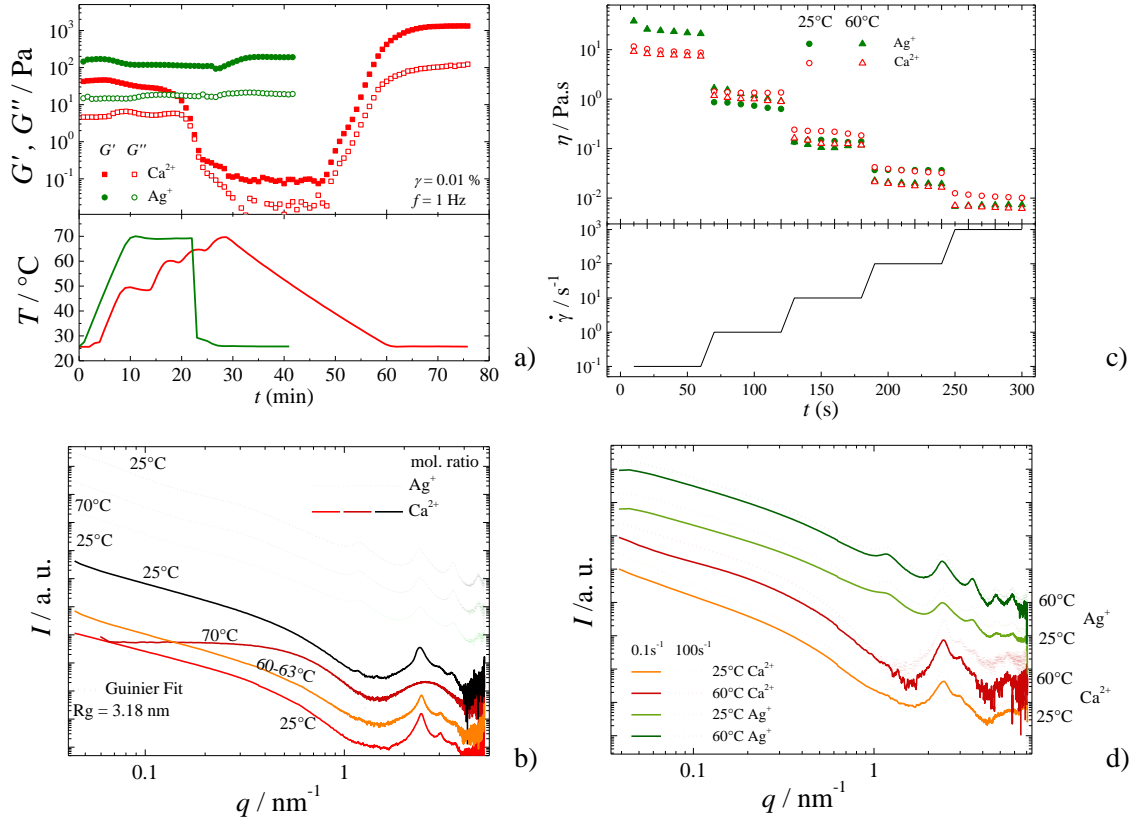 10³
10²
10¹
10⁰
10⁻¹
G', G'' / Pa
G' G''
Ca²⁺
Ag⁺
γ = 0.01 %
f = 1 Hz
70
60
50
40
30
20
T / °C
0 10 20 30 40 50 60 70 80
t (min)
a)
10¹
10⁰
10⁻¹
10⁻²
η / Pa.s
25°C 60°C
Ag⁺
Ca²⁺
10³
10²
10¹
10⁰
10⁻¹
γ̇ / s⁻¹
0 50 100 150 200 250 300
t (s)
c)
I / a. u.
25°C
mol. ratio
Ag⁺
Ca²⁺
70°C
25°C
25°C
70°C
60-63°C
Guinier Fit
Rg = 3.18 nm
25°C
0.1 1
q / nm⁻¹
b)
I / a. u.
60°C
Ag⁺
25°C
60°C
Ca²⁺
25°C
0.1s⁻¹ 100s⁻¹
25°C Ca²⁺
60°C Ca²⁺
25°C Ag⁺
60°C Ag⁺
0.1 1
q / nm⁻¹
d)